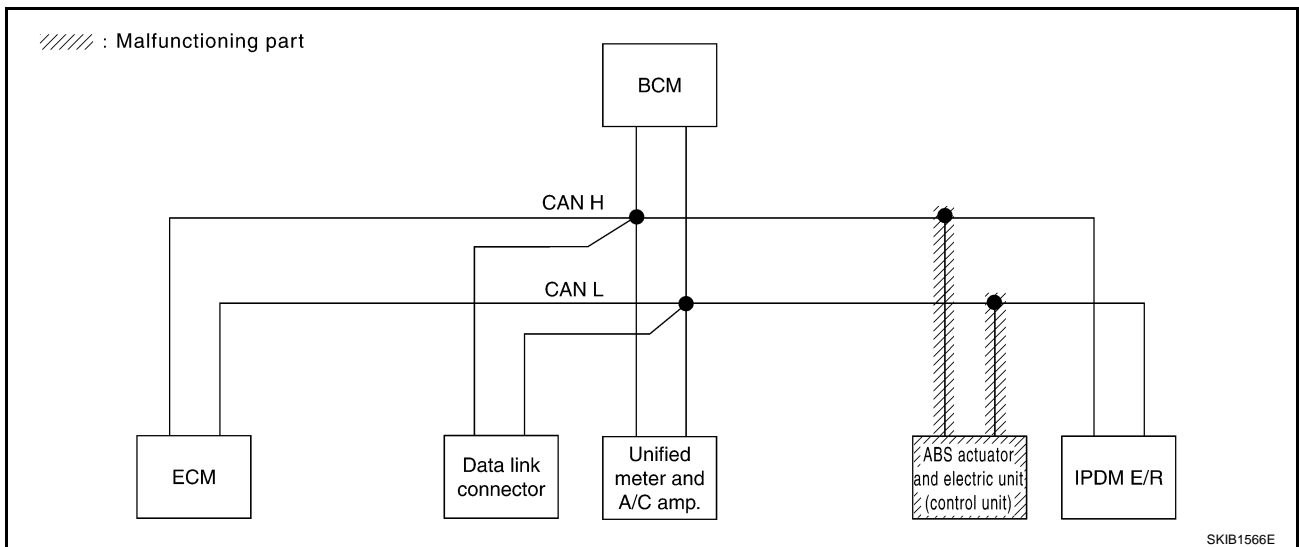 : Malfunctioning part
BCM
CAN H
CAN L
ECM
Data link
connector
Unified
meter and
A/C amp.
ABS actuator
and electric unit
(control unit)
IPDM E/R
SKIB1566E